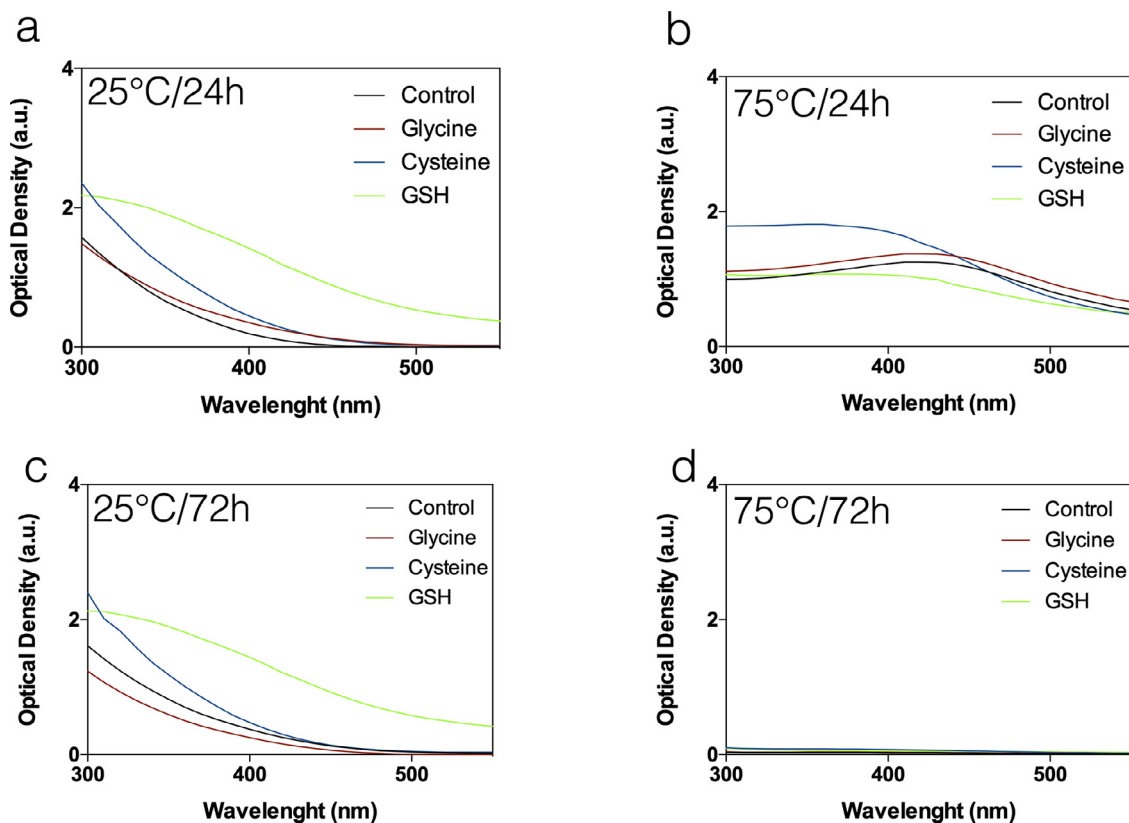 a
25°C/24h
Control
Glycine
Cysteine
GSH
Optical Density (a.u.)
4
2
0
300
400
500
Wavelenght (nm)
b
75°C/24h
Control
Glycine
Cysteine
GSH
Optical Density (a.u.)
4
2
0
300
400
500
Wavelenght (nm)
c
25°C/72h
Control
Glycine
Cysteine
GSH
Optical Density (a.u.)
4
2
0
300
400
500
Wavelenght (nm)
d
75°C/72h
Control
Glycine
Cysteine
GSH
Optical Density (a.u.)
4
2
0
300
400
500
Wavelenght (nm)